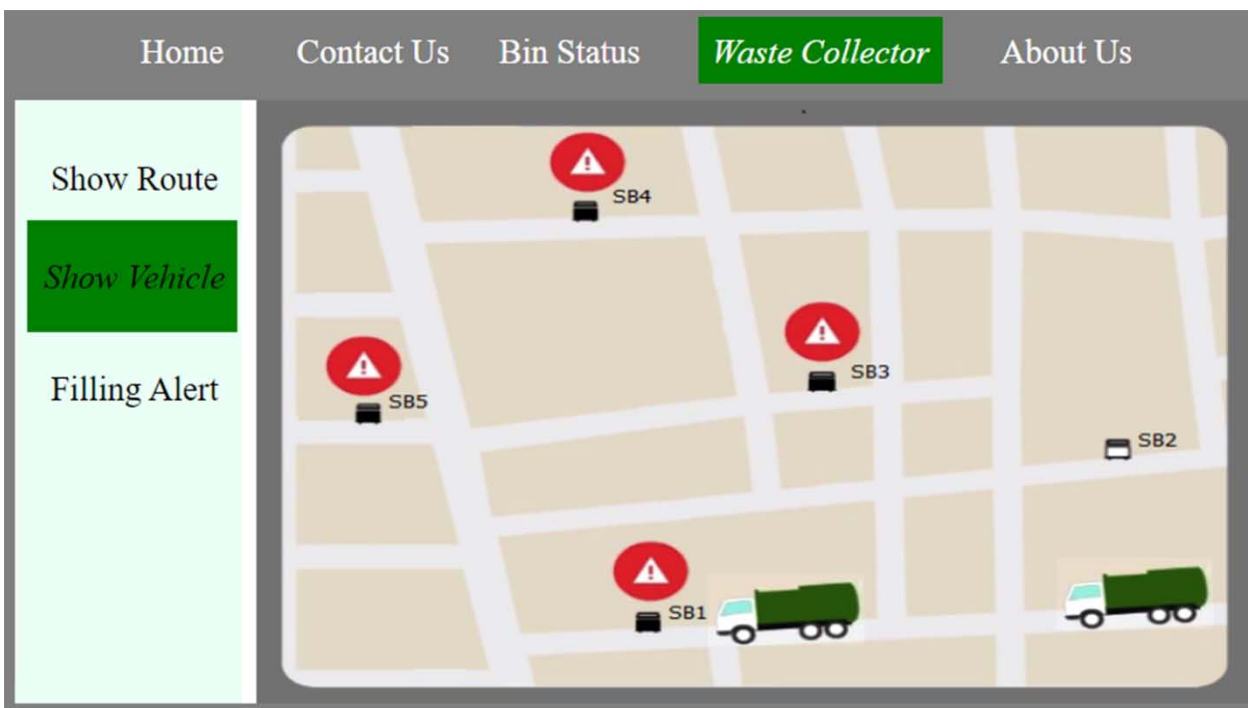 Home Contact Us Bin Status Waste Collector About Us
Show Route
Show Vehicle
Filling Alert
SB4
SB3
SB5
SB2
SB1